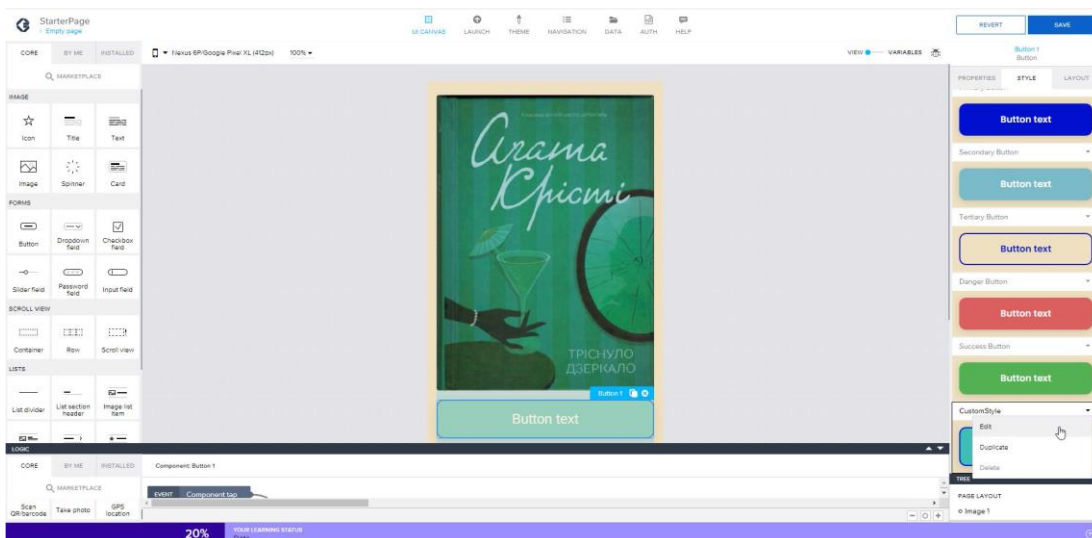 StarterPage
Empty page
UI CANVAS
LAUNCH
THEME
NAVIGATION
DATA
AUTH
HELP
REVERT
SAVE
CORE
BY ME
INSTALLED
Nexus 6P/Google Pixel XL (412px)
100%
VIEW
VARIABLES
Button 1
Button
MARKETPLACE
PROPERTIES
STYLE
LAYOUT
IMAGE
Icon
Title
Text
Image
Spinner
Card
FORMS
Button
Dropdown
field
Checkbox
field
Slider field
Password
field
Input field
SCROLL VIEW
Container
Row
Scroll view
LISTS
List divider
List section
header
Image list
item
Агата
Крісті
ТРІСНУЛО
ДЗЕРКАЛО
Button 1
Button text
Button text
Secondary Button
Button text
Tertiary Button
Button text
Danger Button
Button text
Success Button
Button text
CustomStyle
Edit
Duplicate
Delete
TREE
PAGE LAYOUT
Image 1
LOGIC
CORE
BY ME
INSTALLED
Component: Button 1
MARKETPLACE
EVENT
Component tap
Scan
QR/barcode
Take photo
GPS
location
20%
YOUR LEARNING STATUS